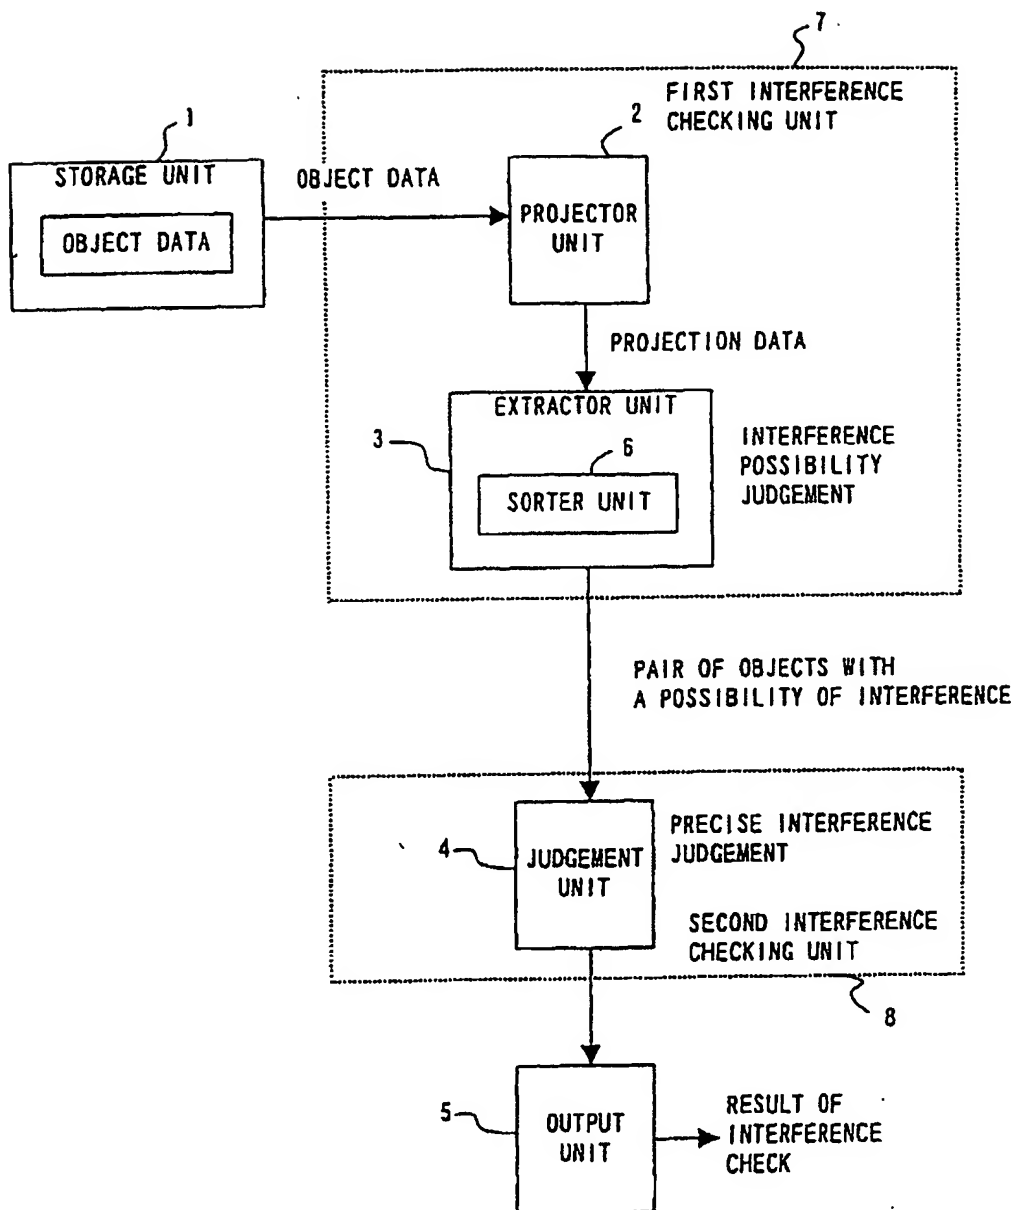 7
FIRST INTERFERENCE
CHECKING UNIT
1
2
STORAGE UNIT
OBJECT DATA
OBJECT DATA
PROJECTOR
UNIT
PROJECTION DATA
EXTRACTOR UNIT
3
6
SORTER UNIT
INTERFERENCE
POSSIBILITY
JUDGEMENT
PAIR OF OBJECTS WITH
A POSSIBILITY OF INTERFERENCE
4
JUDGEMENT
UNIT
PRECISE INTERFERENCE
JUDGEMENT
SECOND INTERFERENCE
CHECKING UNIT
8
5
OUTPUT
UNIT
RESULT OF
INTERFERENCE
CHECK